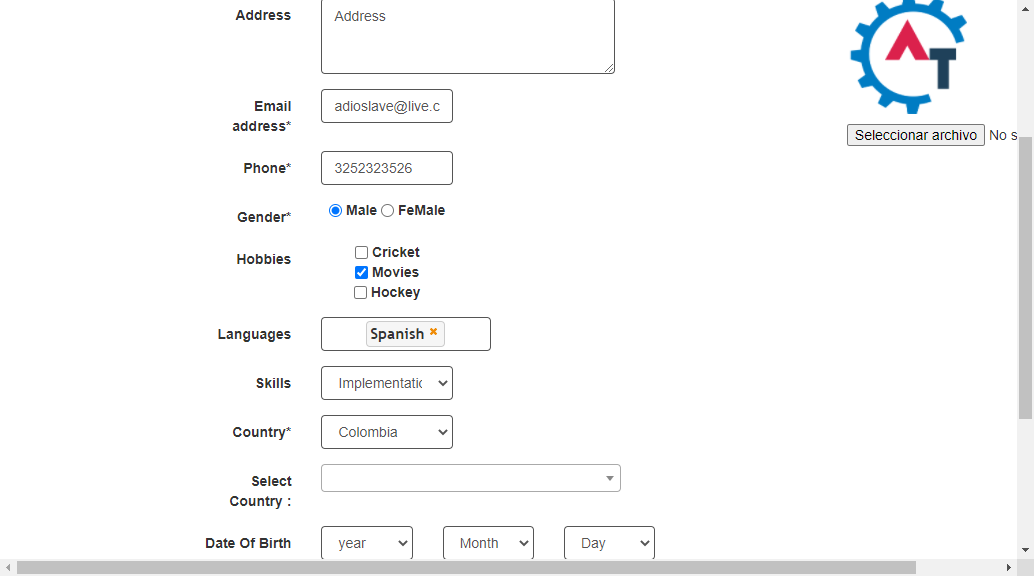 Address
Address
Email address*
adioslave@live.c
Seleccionar archivo No s
Phone*
3252323526
Gender*
Male FeMale
Hobbies
Cricket
Movies
Hockey
Languages
Spanish ×
Skills
Implementatic
Country*
Colombia
Select Country :
Date Of Birth
year Month Day
AT